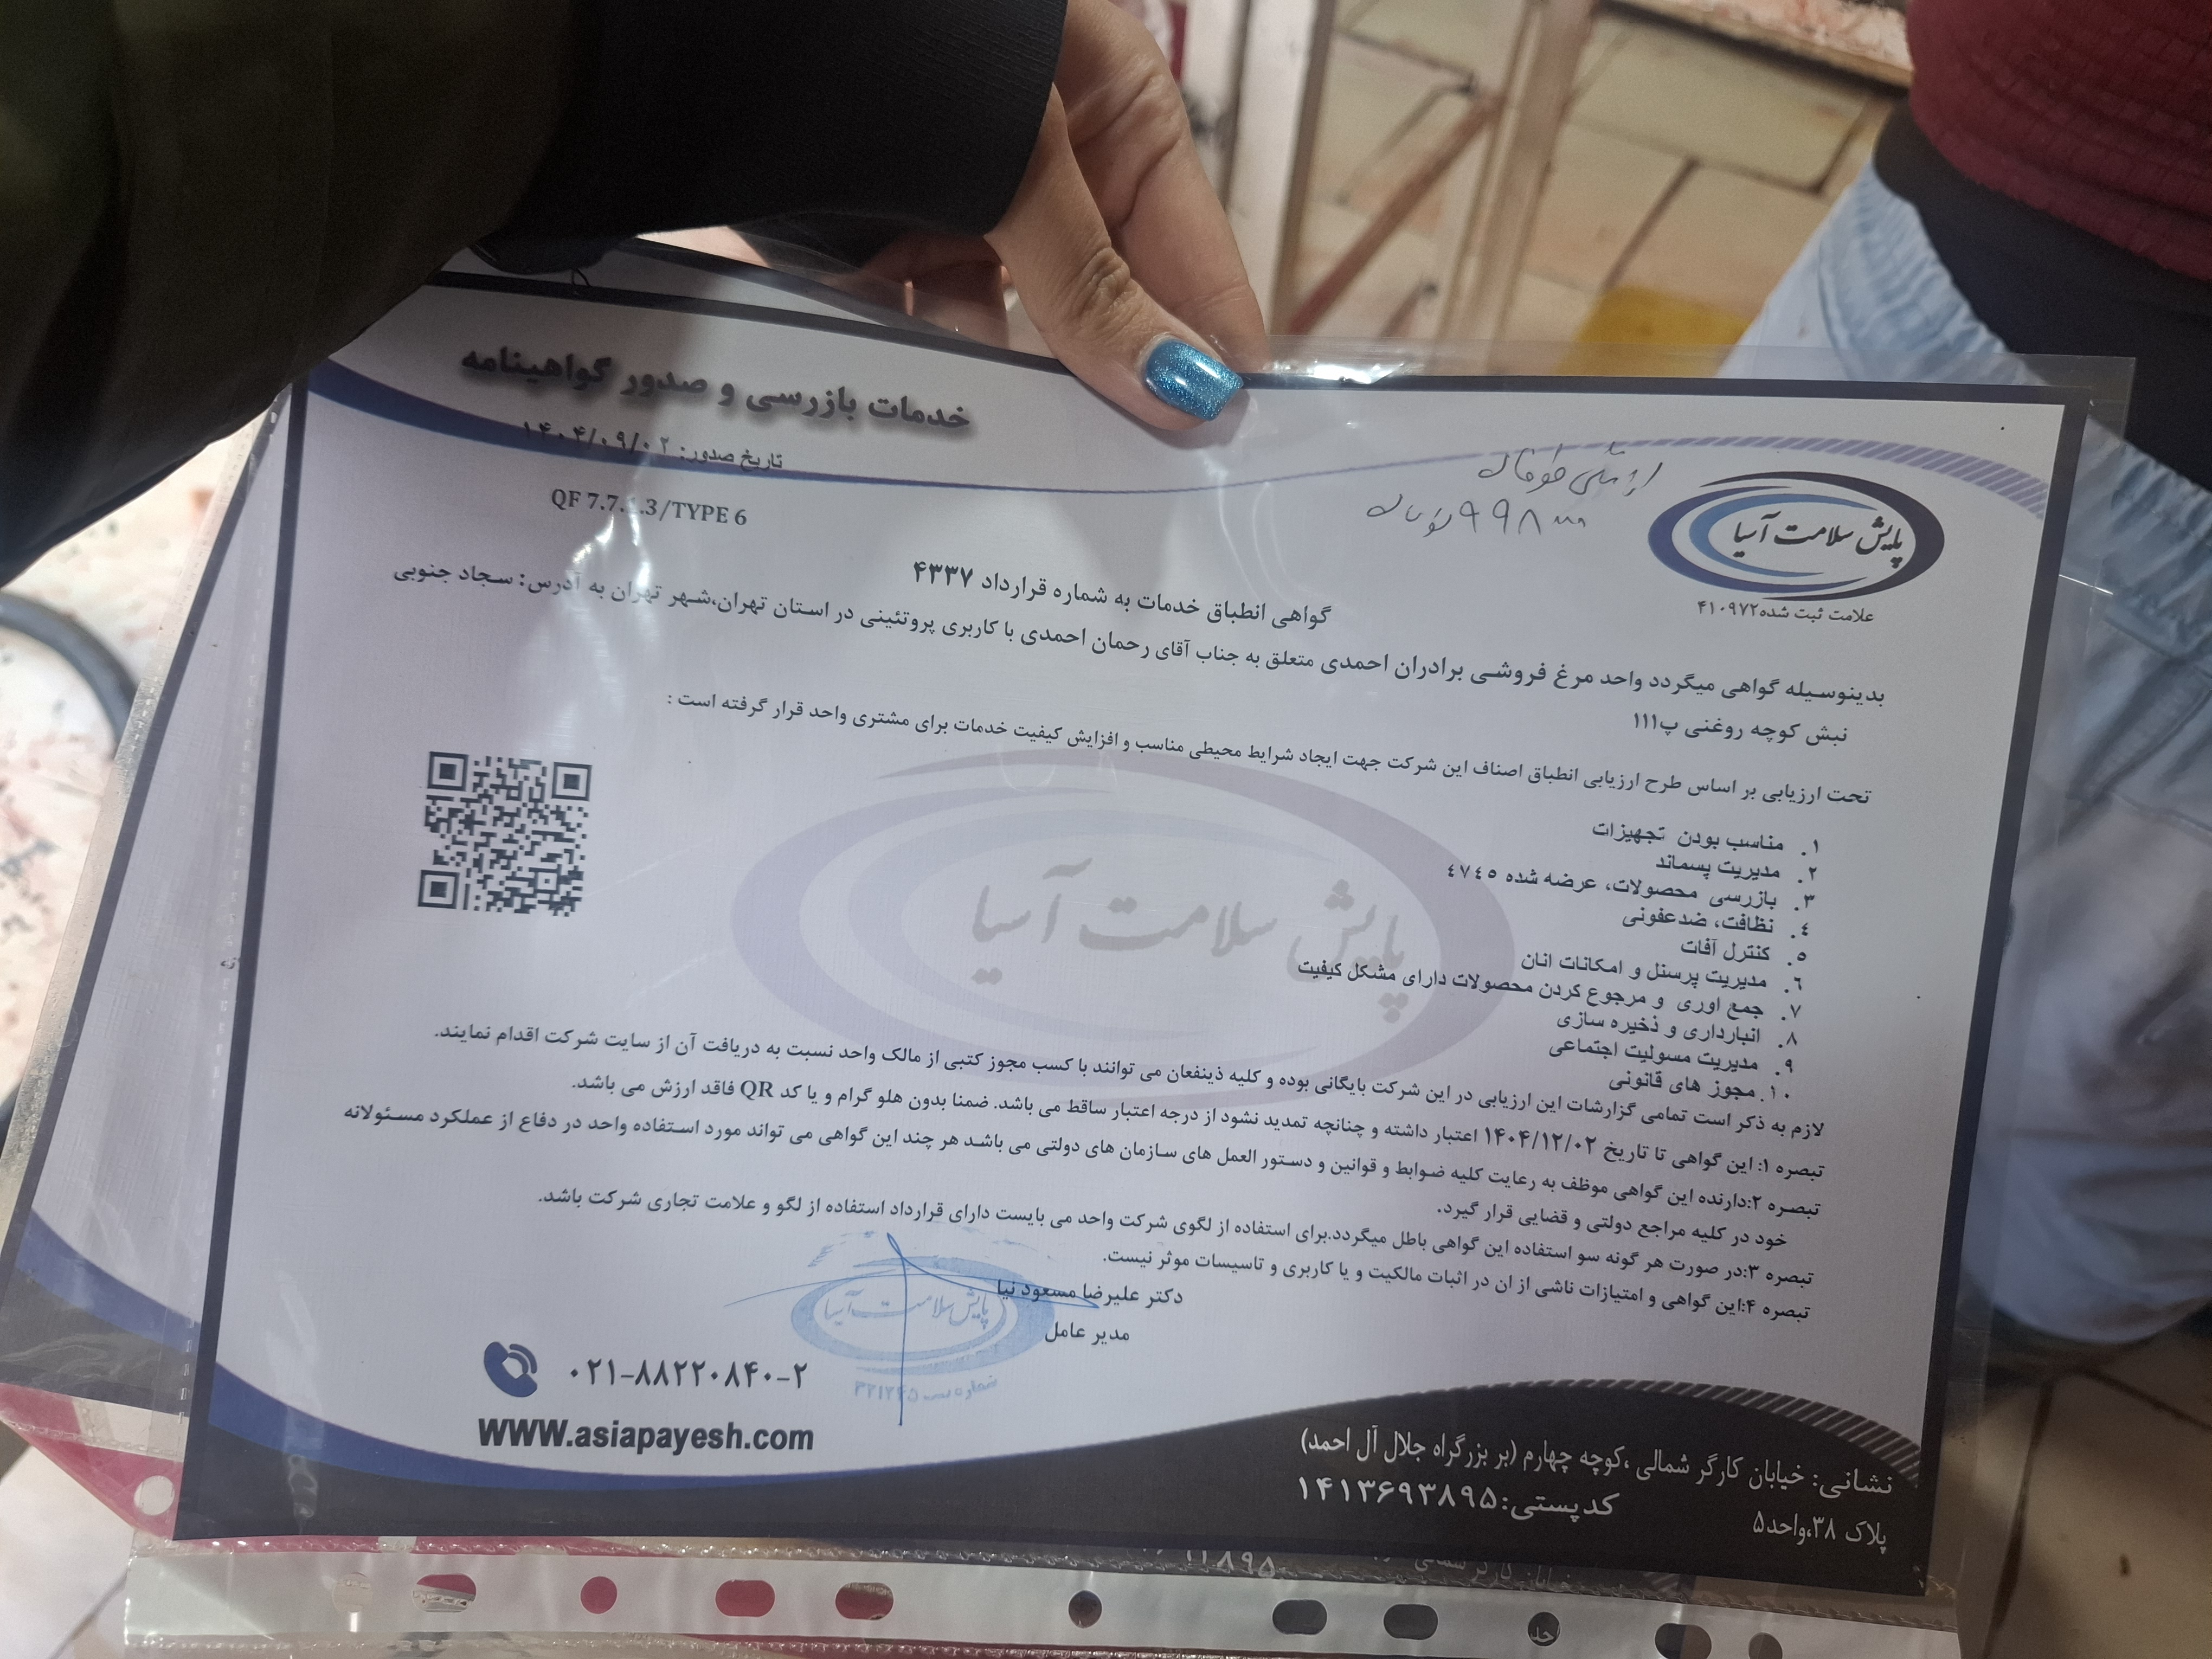 خدمات بازرسی و صدور گواهینامه
تاریخ صدور: ۱۴۰۴/۰۹/۰۲
QF 7.7.1.3/TYPE 6
۹۹۸۰۰۰ تومان
پایش سلامت آسیا
علامت ثبت شده۴۱۰۹۷۲
گواهی انطباق خدمات به شماره قرارداد ۴۳۳۷
بدینوسیله گواهی میگردد واحد مرغ فروشی برادران احمدی متعلق به جناب آقای رحمان احمدی با کاربری پروتئینی در استان تهران،شهر تهران به آدرس: سجاد جنوبی
نبش کوچه روغنی پ۱۱۱
تحت ارزیابی بر اساس طرح ارزیابی انطباق اصناف این شرکت جهت ایجاد شرایط محیطی مناسب و افزایش کیفیت خدمات برای مشتری واحد قرار گرفته است :
۱. مناسب بودن تجهیزات
۲. مدیریت پسماند
۳. بازرسی محصولات، عرضه شده ٤٧٤٥
٤. نظافت، ضدعفونی
٥. کنترل آفات
٦. مدیریت پرسنل و امکانات انان
۷. جمع اوری و مرجوع کردن محصولات دارای مشکل کیفیت
۸. انبارداری و ذخیره سازی
۹. مدیریت مسولیت اجتماعی
۱۰. مجوز های قانونی
پایش سلامت آسیا
لازم به ذکر است تمامی گزارشات این ارزیابی در این شرکت بایگانی بوده و کلیه ذینفعان می توانند با کسب مجوز کتبی از مالک واحد نسبت به دریافت آن از سایت شرکت اقدام نمایند.
تبصره ۱: این گواهی تا تاریخ ۱۴۰۴/۱۲/۰۲ اعتبار داشته و چنانچه تمدید نشود از درجه اعتبار ساقط می باشد. ضمنا بدون هلو گرام و یا کد QR فاقد ارزش می باشد.
تبصره ۲:دارنده این گواهی موظف به رعایت کلیه ضوابط و قوانین و دستور العمل های سازمان های دولتی می باشد هر چند این گواهی می تواند مورد استفاده واحد در دفاع از عملکرد مسئولانه
خود در کلیه مراجع دولتی و قضایی قرار گیرد.
تبصره ۳:در صورت هر گونه سو استفاده این گواهی باطل میگردد.برای استفاده از لگوی شرکت واحد می بایست دارای قرارداد استفاده از لگو و علامت تجاری شرکت باشد.
تبصره ۴:این گواهی و امتیازات ناشی از ان در اثبات مالکیت و یا کاربری و تاسیسات موثر نیست.
دکتر علیرضا مسعود نیا
مدیر عامل
پایش سلامت آسیا
۰۲۱-۸۸۲۲۰۸۴۰-۲
WWW.asiapayesh.com
نشانی: خیابان کارگر شمالی ،کوچه چهارم (بر بزرگراه جلال آل احمد)
پلاک ۳۸،واحد۵
کدپستی:۱۴۱۳۶۹۳۸۹۵